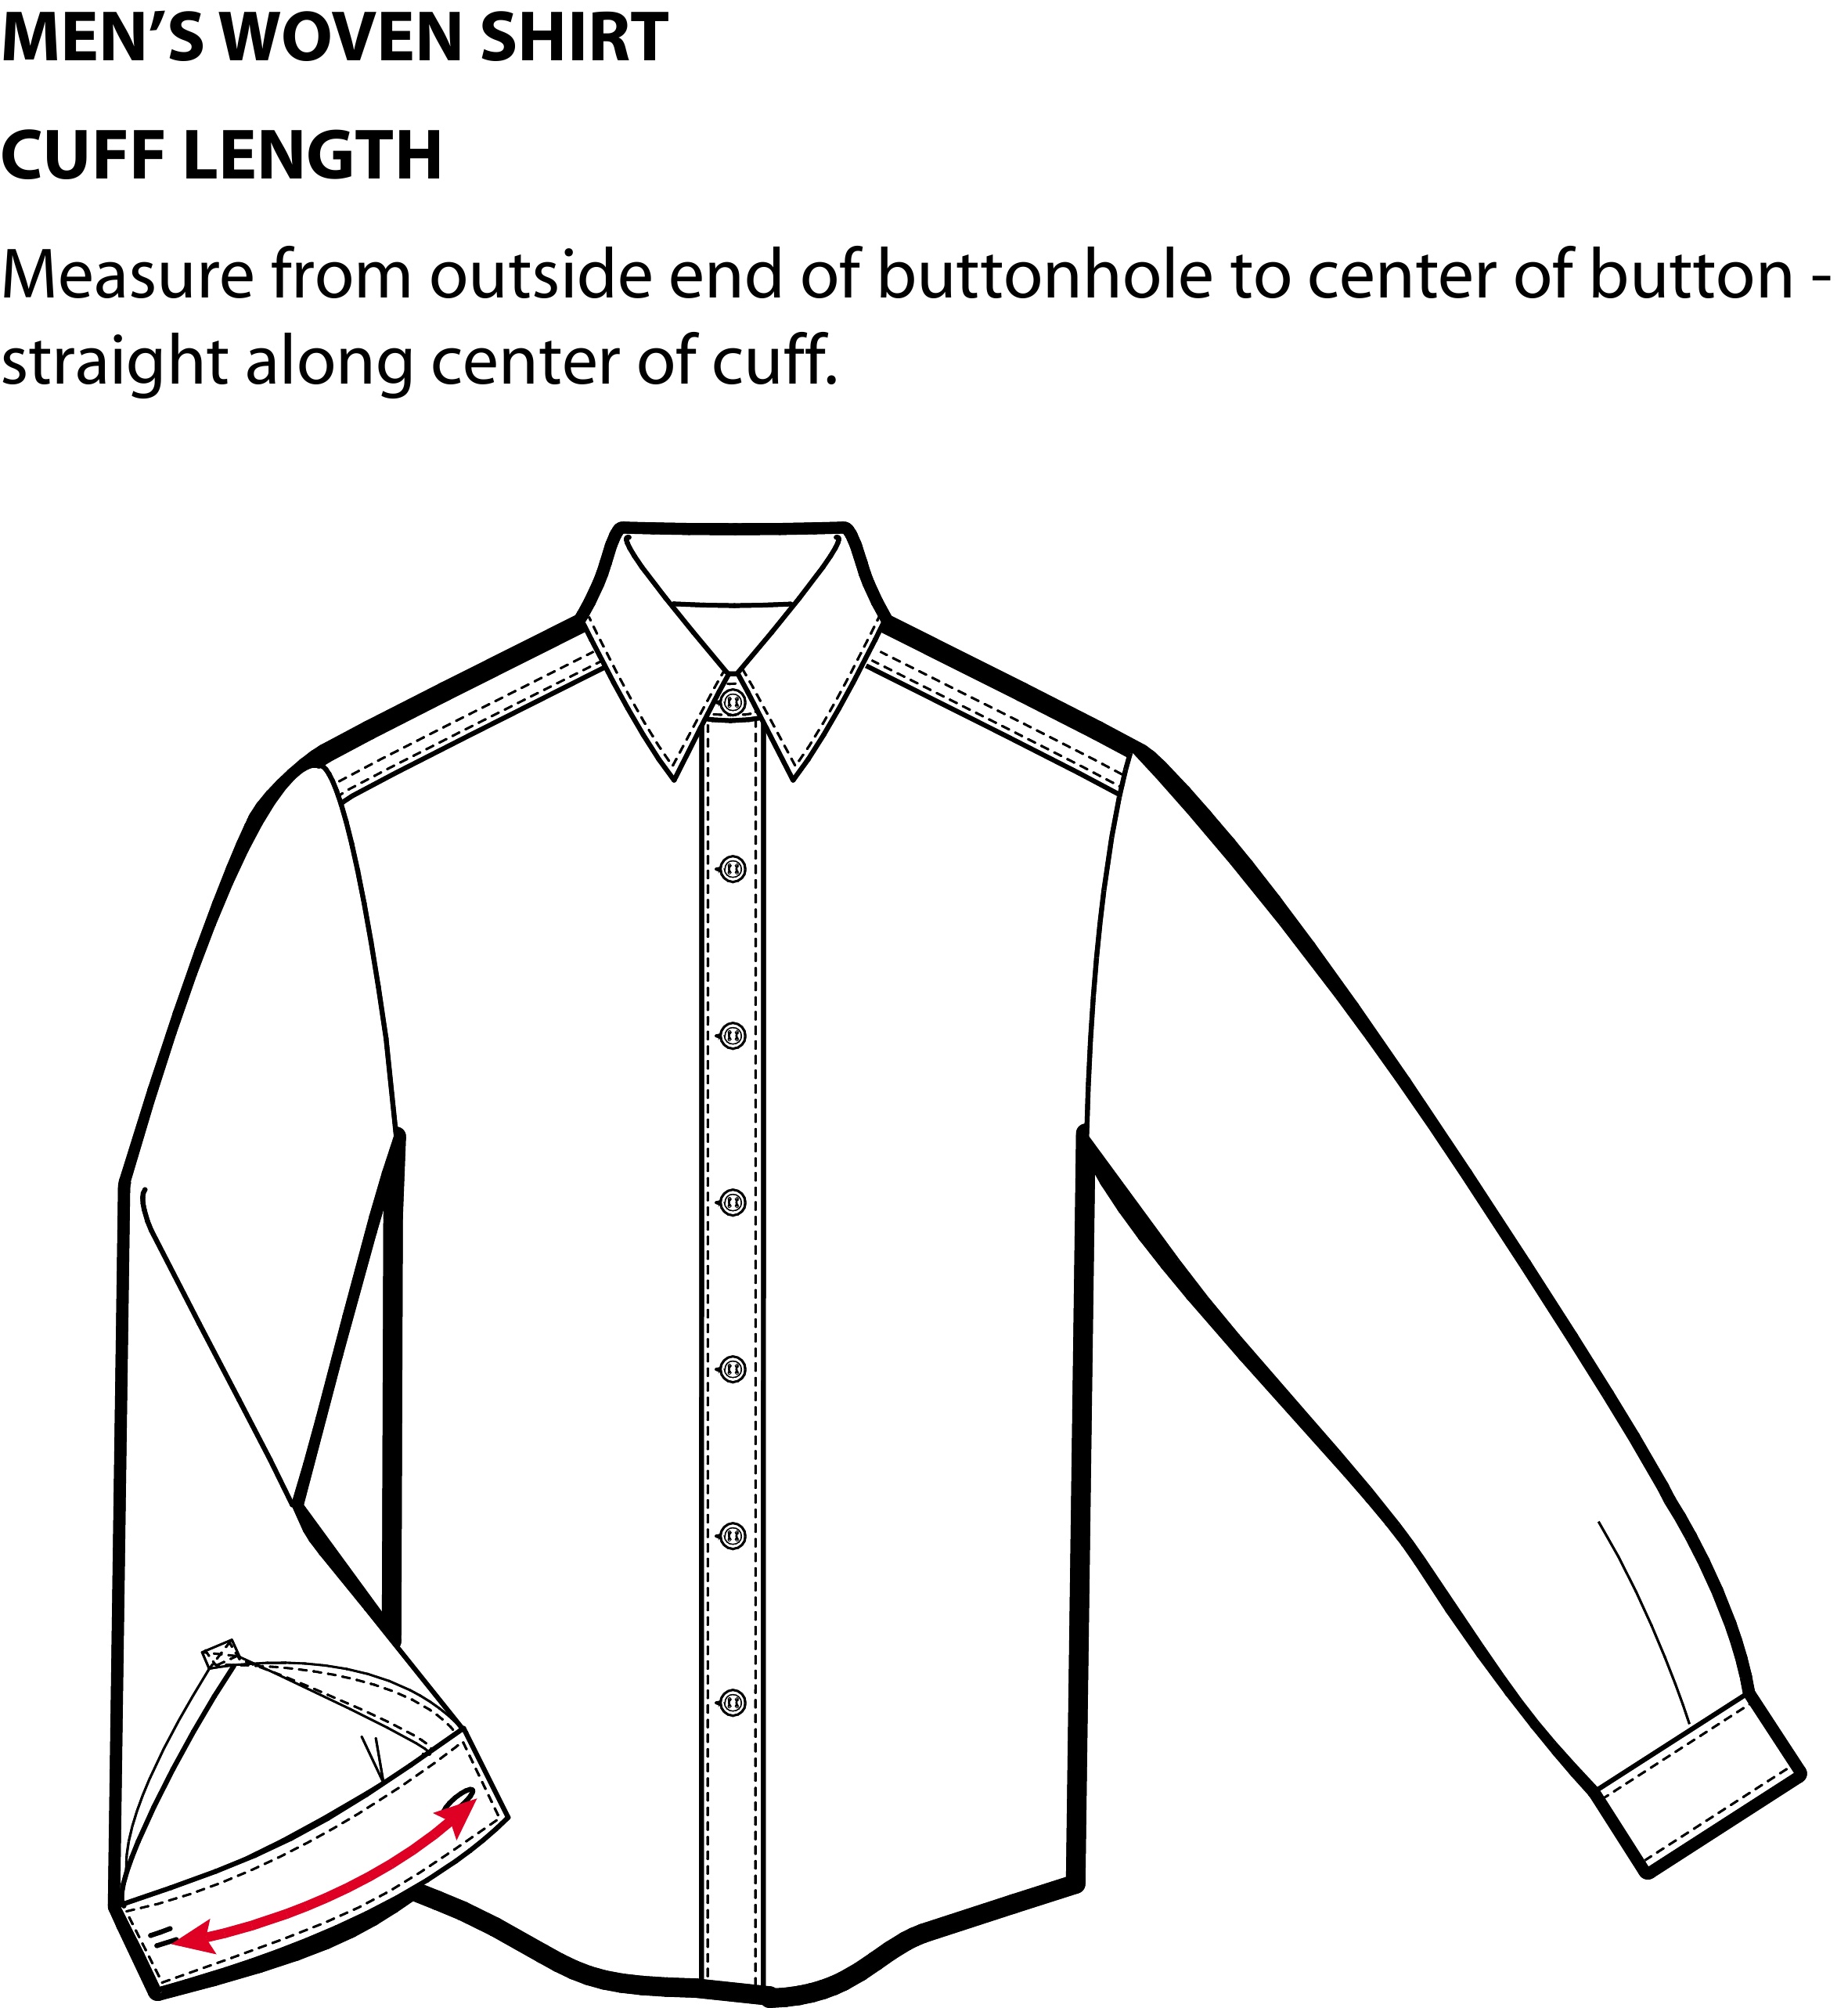 MEN‘S WOVEN SHIRT
CUFF LENGTH
Measure from outside end of buttonhole to center of button -
straight along center of cuff.